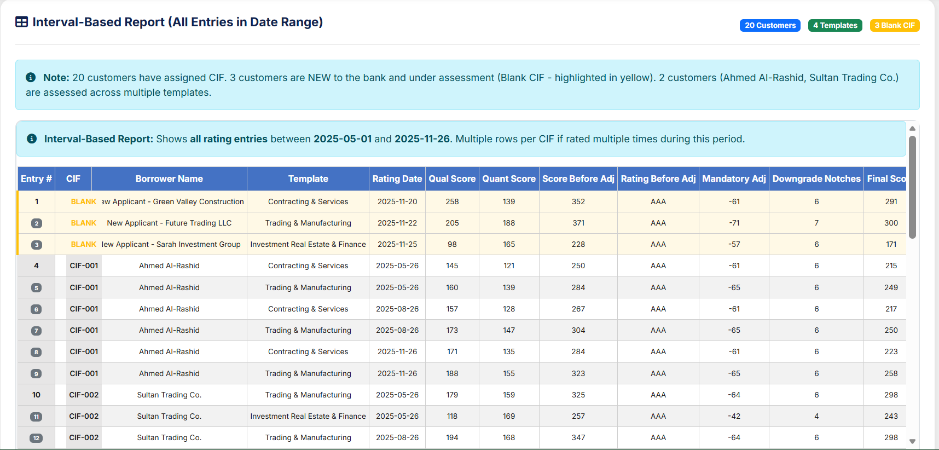 Interval-Based Report (All Entries in Date Range)
20 Customers 4 Templates 3 Blank CIF
Note: 20 customers have assigned CIF. 3 customers are NEW to the bank and under assessment (Blank CIF - highlighted in yellow). 2 customers (Ahmed Al-Rashid, Sultan Trading Co.)
are assessed across multiple templates.
Interval-Based Report: Shows all rating entries between 2025-05-01 and 2025-11-26. Multiple rows per CIF if rated multiple times during this period.
Entry # CIF Borrower Name Template Rating Date Qual Score Quant Score Score Before Adj Rating Before Adj Mandatory Adj Downgrade Notches Final Sco
1 BLANK ew Applicant - Green Valley Construction Contracting & Services 2025-11-20 258 139 352 AAA -61 6 291
2 BLANK New Applicant - Future Trading LLC Trading & Manufacturing 2025-11-22 205 188 371 AAA -71 7 300
3 BLANK lew Applicant - Sarah Investment Group Investment Real Estate & Finance 2025-11-25 98 165 228 AAA -57 6 171
4 CIF-001 Ahmed Al-Rashid Contracting & Services 2025-05-26 145 121 250 AAA -61 6 215
5 CIF-001 Ahmed Al-Rashid Trading & Manufacturing 2025-05-26 160 139 284 AAA -65 6 249
6 CIF-001 Ahmed Al-Rashid Contracting & Services 2025-08-26 157 128 267 AAA -61 6 217
7 CIF-001 Ahmed Al-Rashid Trading & Manufacturing 2025-08-26 173 147 304 AAA -65 6 250
8 CIF-001 Ahmed Al-Rashid Contracting & Services 2025-11-26 171 135 284 AAA -61 6 223
9 CIF-001 Ahmed Al-Rashid Trading & Manufacturing 2025-11-26 188 155 323 AAA -65 6 258
10 CIF-002 Sultan Trading Co. Trading & Manufacturing 2025-05-26 179 159 325 AAA -64 6 298
11 CIF-002 Sultan Trading Co. Investment Real Estate & Finance 2025-05-26 118 169 257 AAA -42 4 243
12 CIF-002 Sultan Trading Co. Trading & Manufacturing 2025-08-26 194 168 347 AAA -64 6 298